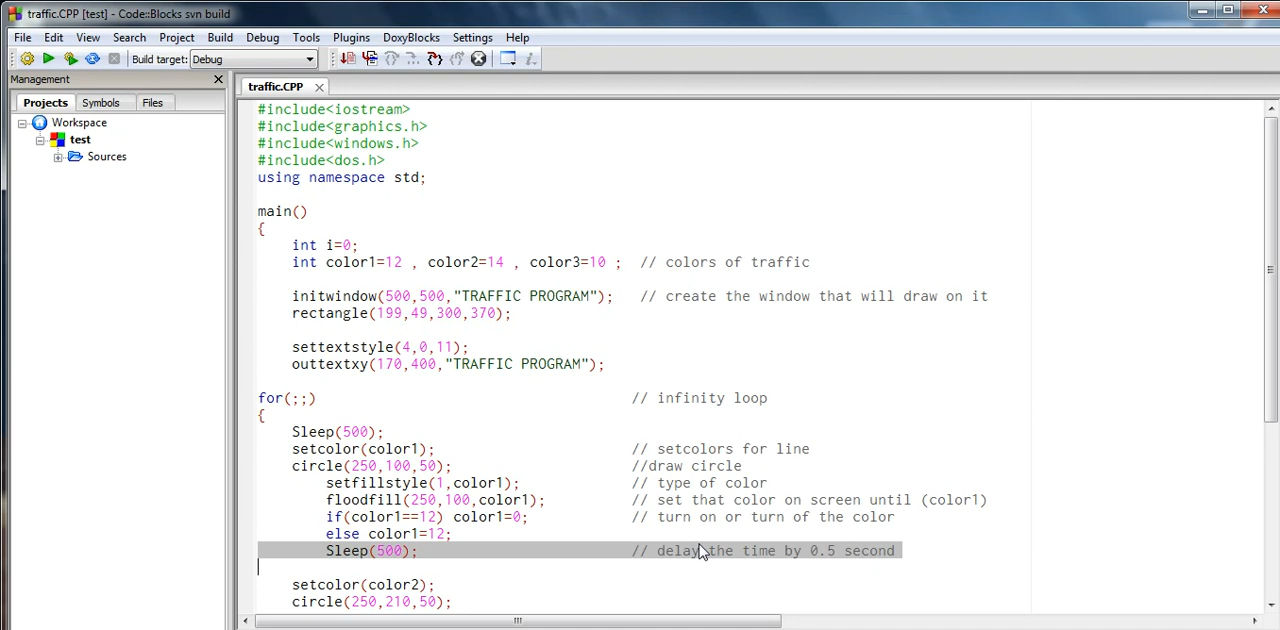 traffic.CPP [test] - Code::Blocks svn build
File Edit View Search Project Build Debug Tools Plugins DoxyBlocks Settings Help
Build target: Debug
Management
Projects Symbols Files
Workspace
test
Sources
traffic.CPP
#include<iostream>
#include<graphics.h>
#include<windows.h>
#include<dos.h>
using namespace std;
main()
{
int i=0;
int color1=12 , color2=14 , color3=10 ; // colors of traffic
initwindow(500,500,"TRAFFIC PROGRAM"); // create the window that will draw on it
rectangle(199,49,300,370);
settextstyle(4,0,11);
outtextxy(170,400,"TRAFFIC PROGRAM");
for(;;) // infinity loop
{
Sleep(500);
setcolor(color1); // setcolors for line
circle(250,100,50); //draw circle
setfillstyle(1,color1); // type of color
floodfill(250,100,color1); // set that color on screen until (color1)
if(color1==12) color1=0; // turn on or turn of the color
else color1=12;
Sleep(500); // delay the time by 0.5 second
setcolor(color2);
circle(250,210,50);